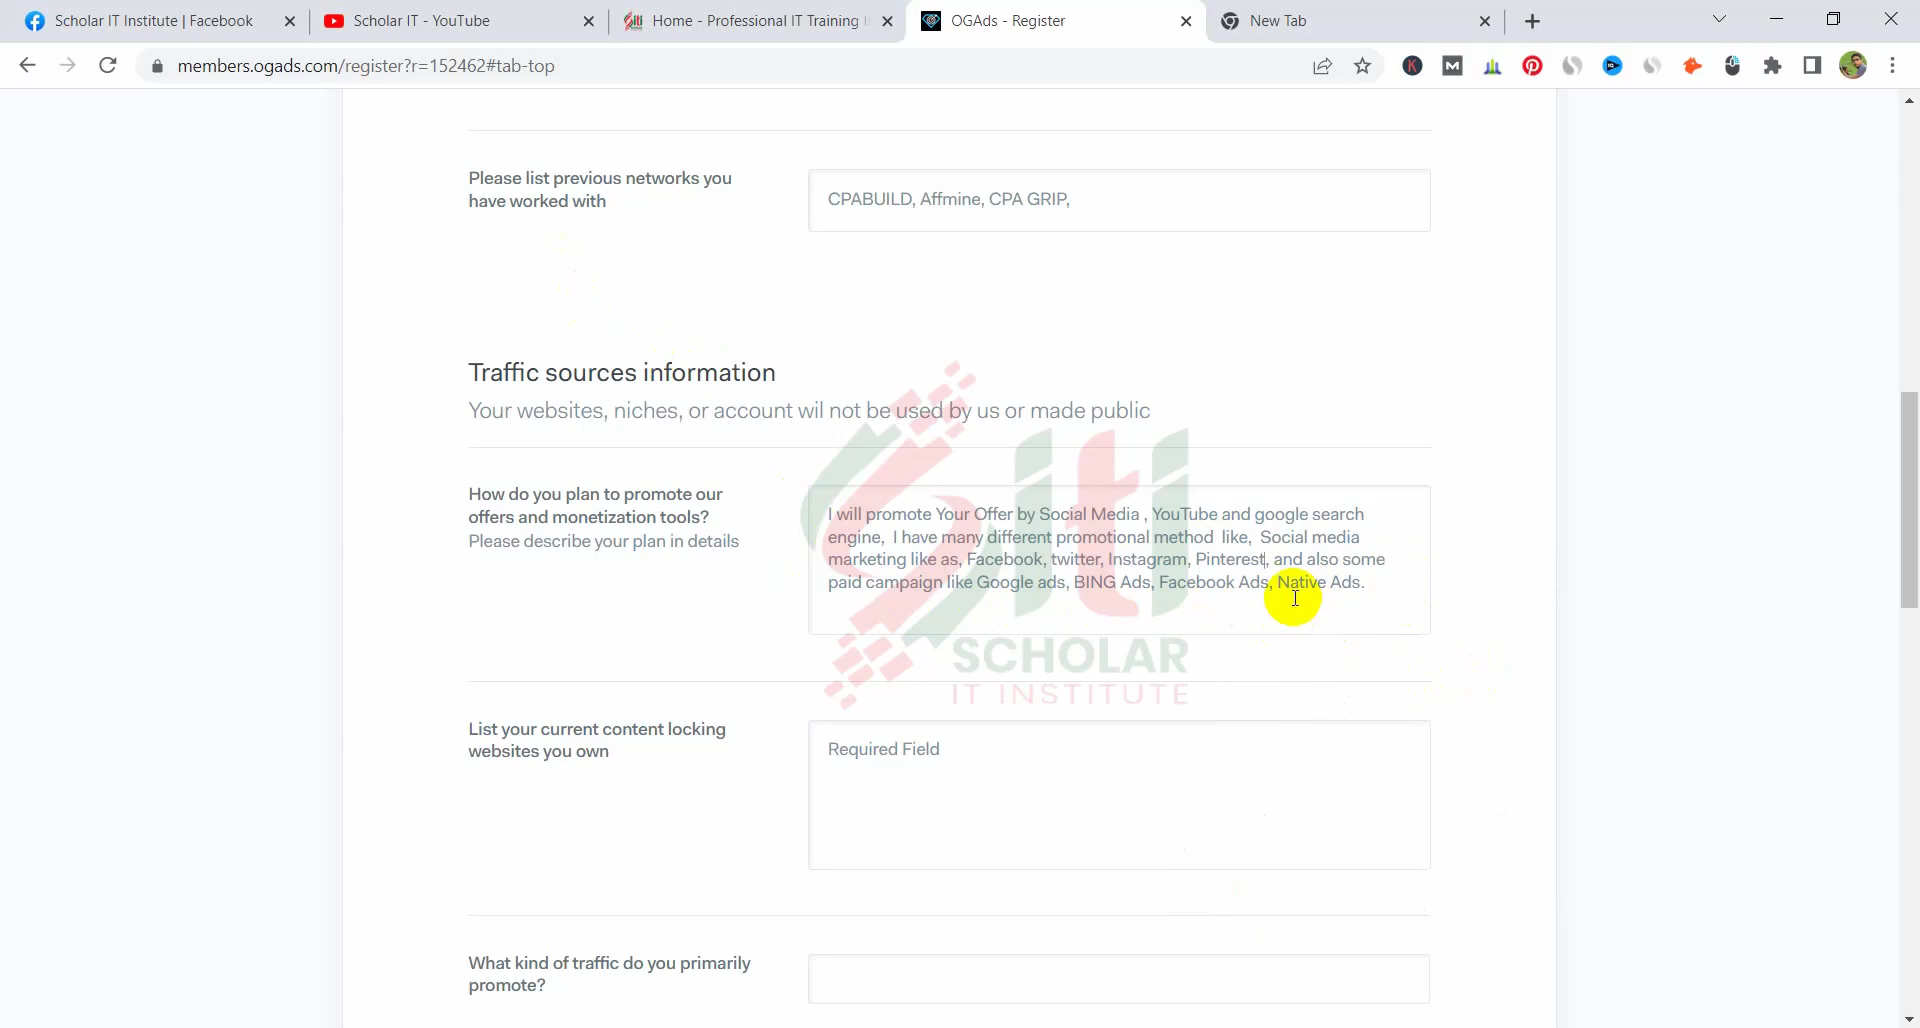 Scholar IT Institute | Facebook
Scholar IT - YouTube
Home - Professional IT Training I
OGAds - Register
New Tab
members.ogads.com/register?r=152462#tab-top
Please list previous networks you
have worked with
CPABUILD, Affmine, CPA GRIP,
Traffic sources information
Your websites, niches, or account wil not be used by us or made public
How do you plan to promote our
offers and monetization tools?
Please describe your plan in details
I will promote Your Offer by Social Media , YouTube and google search
engine,  I have many different promotional method  like,  Social media
marketing like as, Facebook, twitter, Instagram, Pinterest, and also some
paid campaign like Google ads, BING Ads, Facebook Ads, Native Ads.
siti
SCHOLAR
IT INSTITUTE
List your current content locking
websites you own
Required Field
What kind of traffic do you primarily
promote?